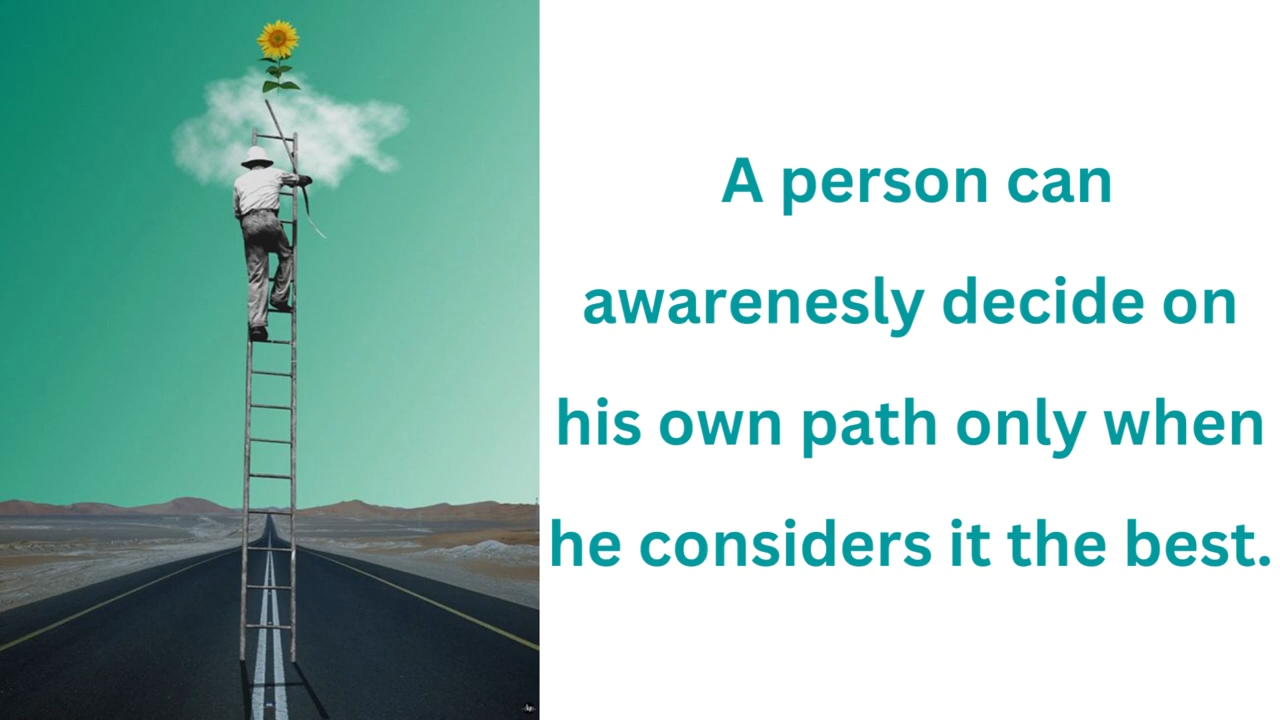 A person can
awarenesly decide on
his own path only when
he considers it the best.